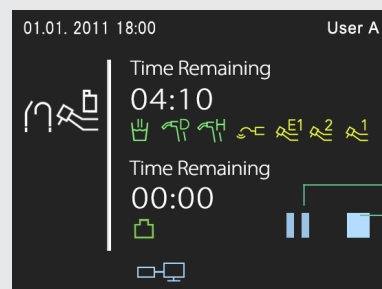 01.01. 2011 18:00 User A
Time Remaining
04:10
D H E1 2 1
Time Remaining
00:00